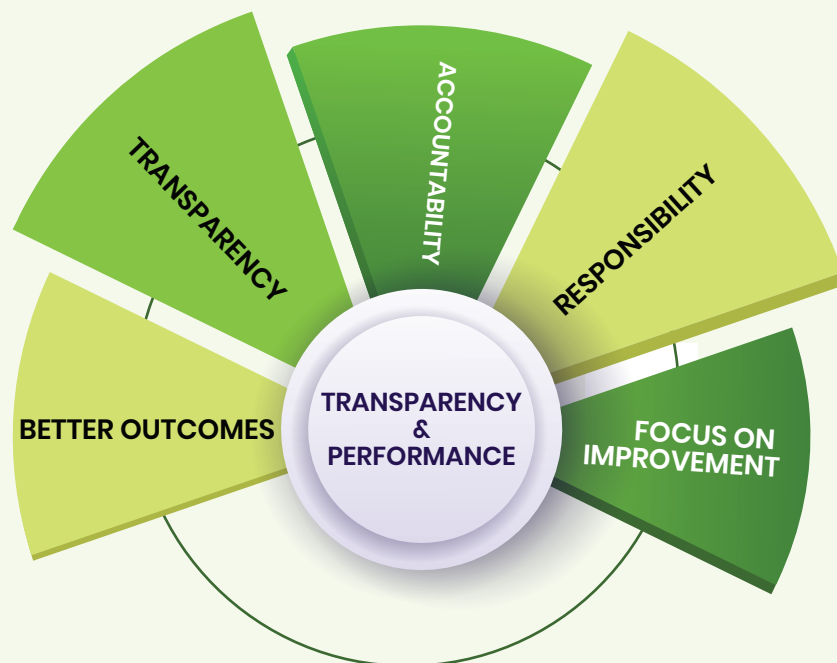 TRANSPARENCY
ACCOUNTABILITY
RESPONSIBILITY
BETTER OUTCOMES
TRANSPARENCY
&
PERFORMANCE
FOCUS ON
IMPROVEMENT